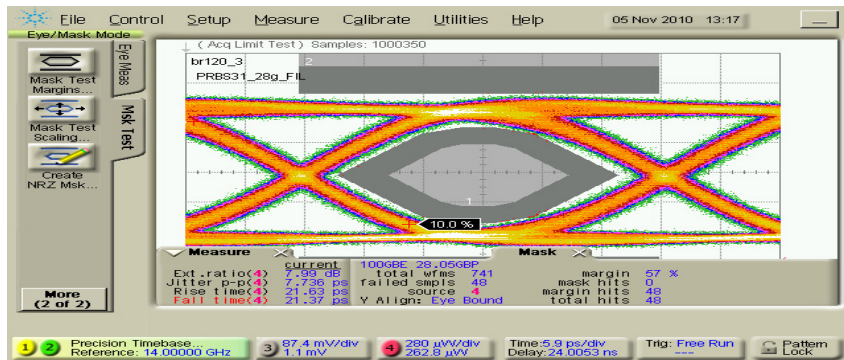 File Control Setup Measure Calibrate Utilities Help 05 Nov 2010 13:17
Eye/Mask Mode
( Acq Limit Test ) Samples: 1000350
br120_3
2
PRBS31_28g_FIL
Eye Meas
Mask Test
Margins...
Msk Test
Mask Test
Scaling...
Create
NRZ Msk...
1
10.0 %
Measure
Mask
current
Ext.ratio(4) 7.99 dB
Jitter p-p(4) 7.736 ps
Rise time(4) 21.63 ps
Fall time(4) 21.37 ps
100GBE 28.05GBP
total wfms 741
failed smpls 48
source 4
Y Align: Eye Bound
margin 57 %
mask hits 0
margin hits 48
total hits 48
More
(2 of 2)
1 2 Precision Timebase...
Reference: 14.00000 GHz
3 87.4 mV/div
1.1 mV
4 280 µW/div
262.8 µW
Time:5.9 ps/div
Delay:24.0053 ns
Trig: Free Run
---
Pattern
Lock